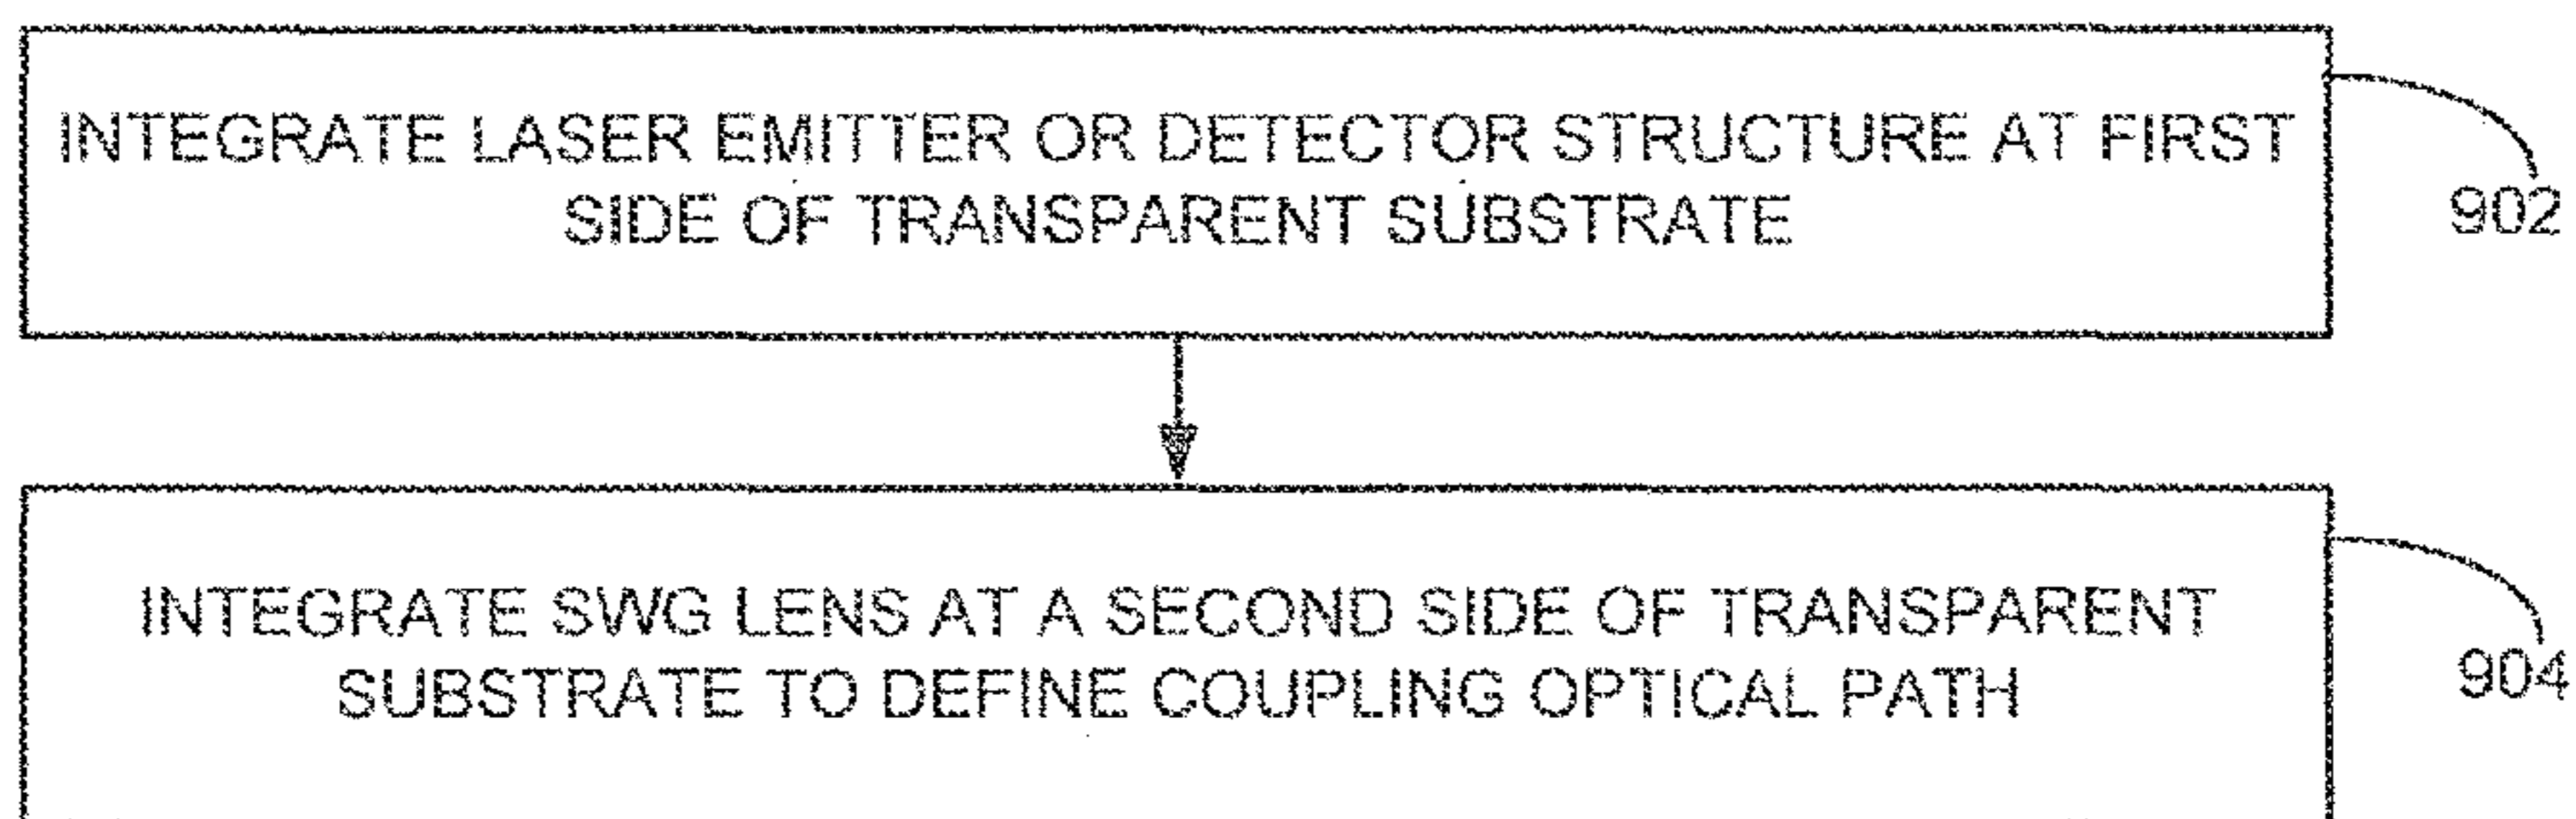 INTEGRATE LASER EMITTER OR DETECTOR STRUCTURE AT FIRST
SIDE OF TRANSPARENT SUBSTRATE
902
INTEGRATE SWG LENS AT A SECOND SIDE OF TRANSPARENT
SUBSTRATE TO DEFINE COUPLING OPTICAL PATH
904